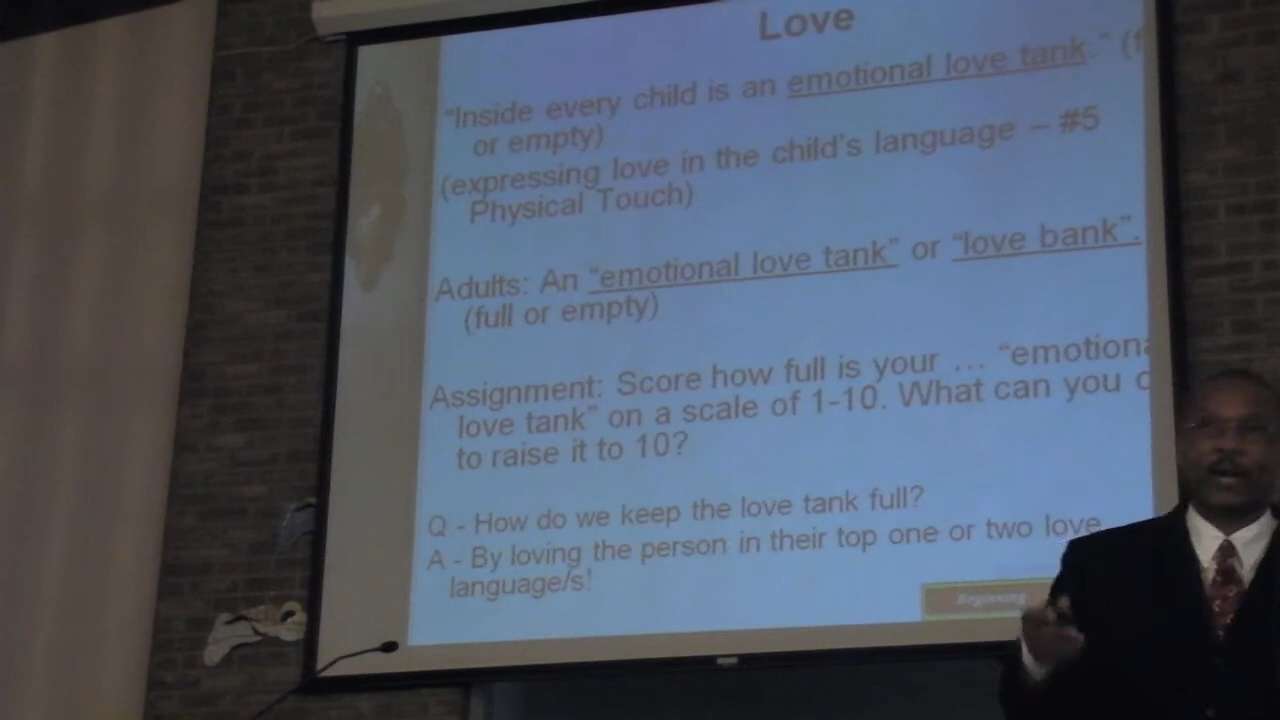 Love
“Inside every child is an emotional love tank.” (
or empty)
(expressing love in the child’s language – #5
Physical Touch)
Adults: An “emotional love tank” or “love bank”.
(full or empty)
Assignment: Score how full is your … “emotiona
love tank” on a scale of 1-10. What can you
to raise it to 10?
Q - How do we keep the love tank full?
A - By loving the person in their top one or two love
language/s!
Beginning